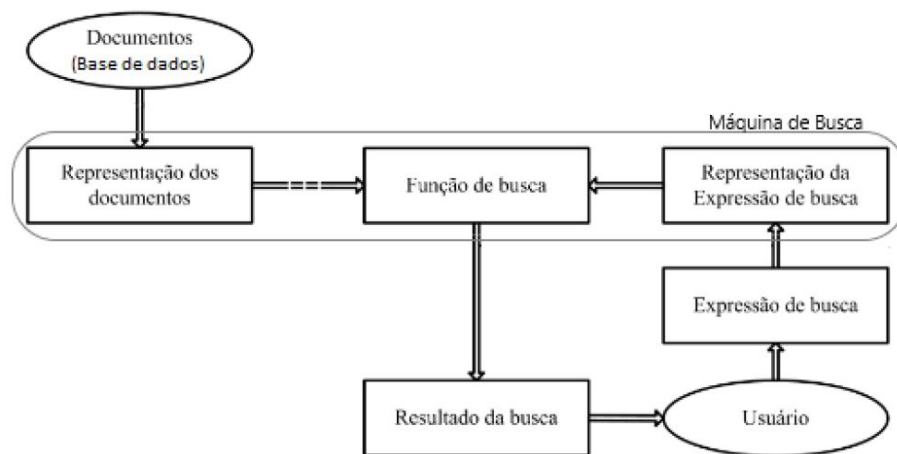 Documentos
(Base de dados)
Máquina de Busca
Representação dos
documentos
Função de busca
Representação da
Expressão de busca
Expressão de busca
Resultado da busca
Usuário